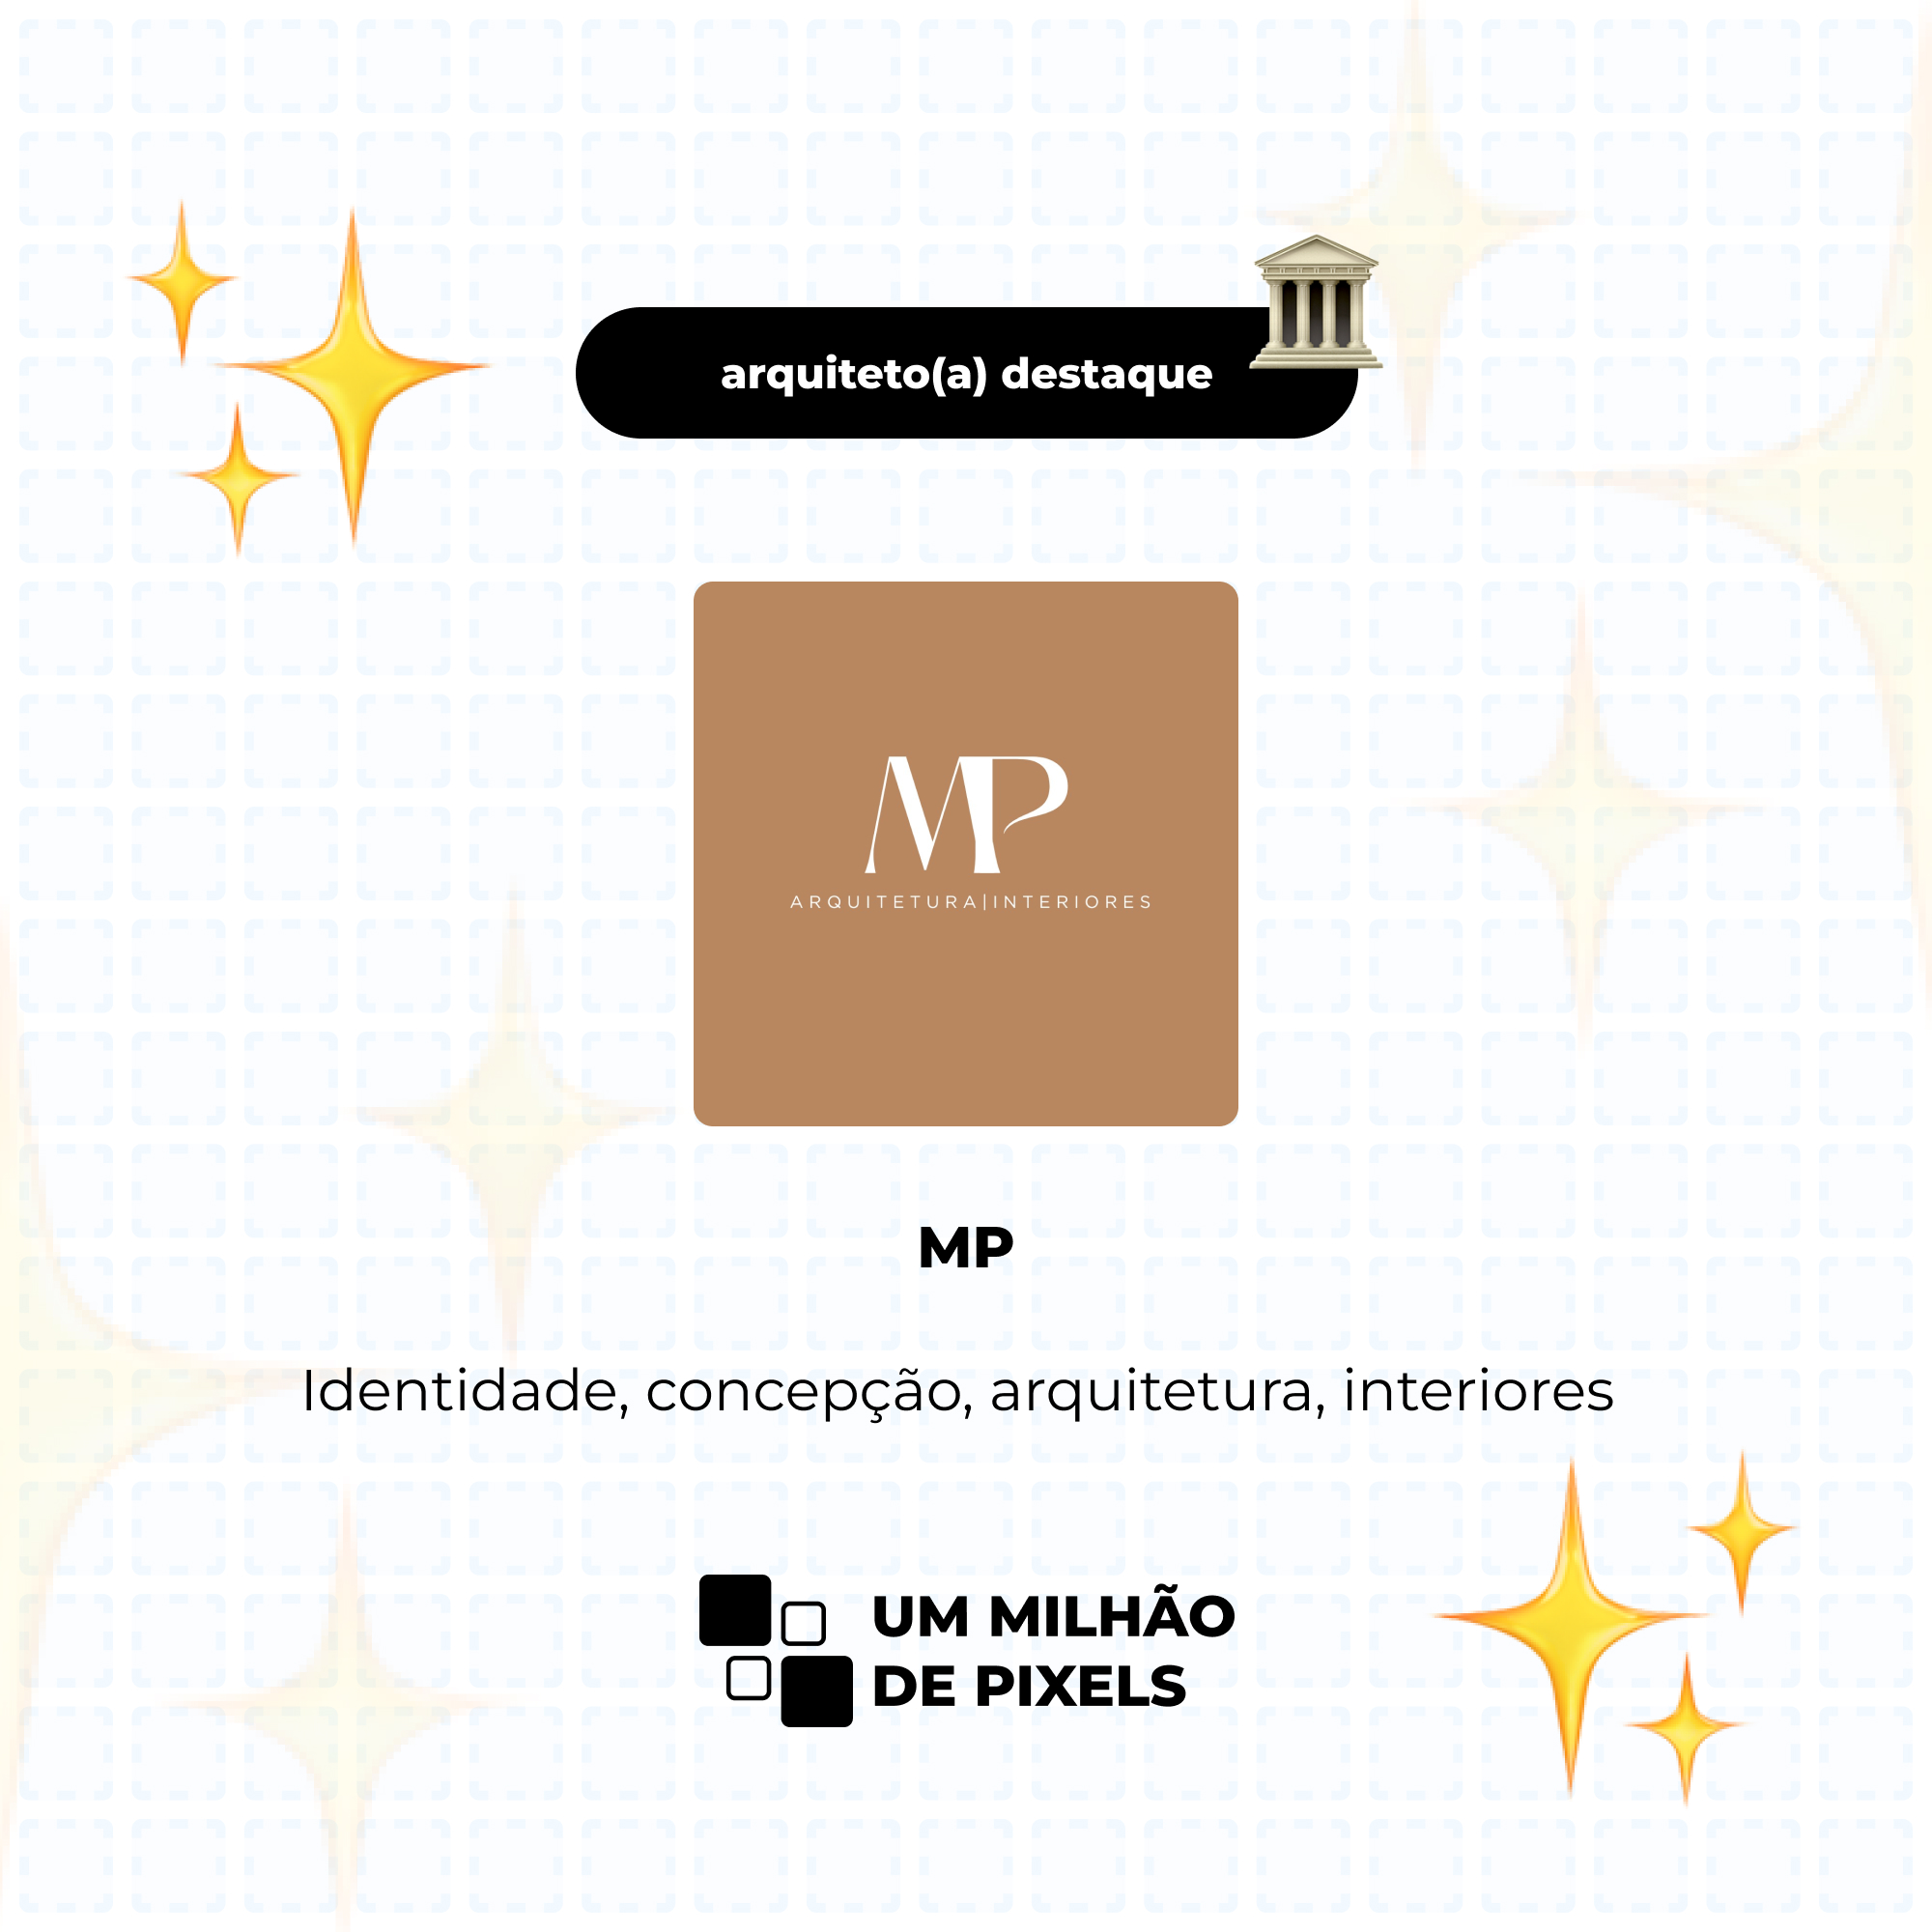 arquiteto(a) destaque
MP
ARQUITETURA|INTERIORES
MP
Identidade, concepção, arquitetura, interiores
UM MILHÃO
DE PIXELS